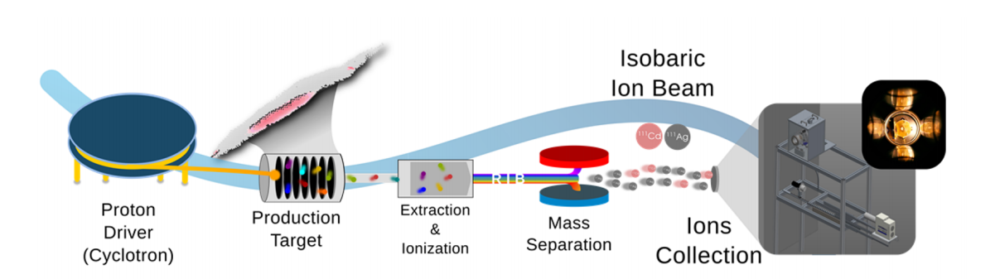 Proton
Driver
(Cyclotron)
Production
Target
Extraction
&
Ionization
RIB
Mass
Separation
Isobaric
Ion Beam
¹¹¹Cd
¹¹¹Ag
Ions
Collection